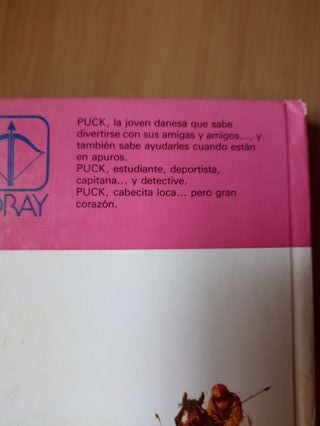 PUCK, la joven danesa que sabe
divertirse con sus amigas y amigos..., y
también sabe ayudarles cuando están
en apuros.
PUCK, estudiante, deportista,
capitana... y detective.
PUCK, cabecita loca... pero gran
corazón.
ORAY